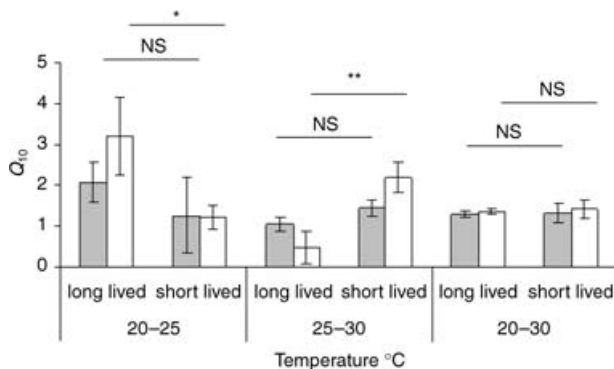 *
NS
**
NS
NS
NS
5
4
3
2
1
0
Q10
long lived short lived long lived short lived long lived short lived
20–25 25–30 20–30
Temperature °C